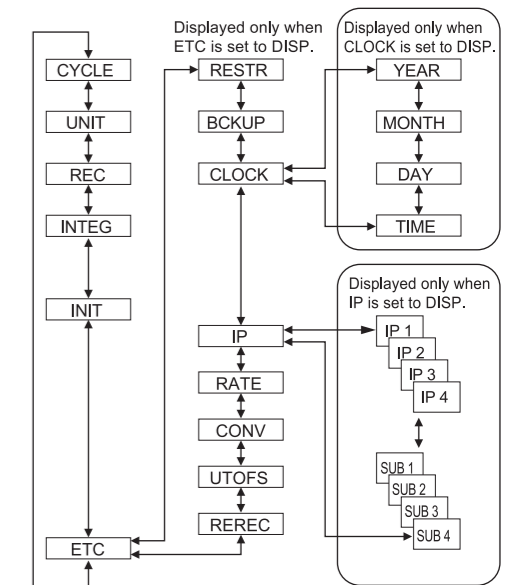 Displayed only when
ETC is set to DISP.
Displayed only when
CLOCK is set to DISP.
CYCLE
UNIT
REC
INTEG
INIT
ETC
RESTR
BCKUP
CLOCK
IP
RATE
CONV
UTOFS
REREC
YEAR
MONTH
DAY
TIME
Displayed only when
IP is set to DISP.
IP 1
IP 2
IP 3
IP 4
SUB 1
SUB 2
SUB 3
SUB 4